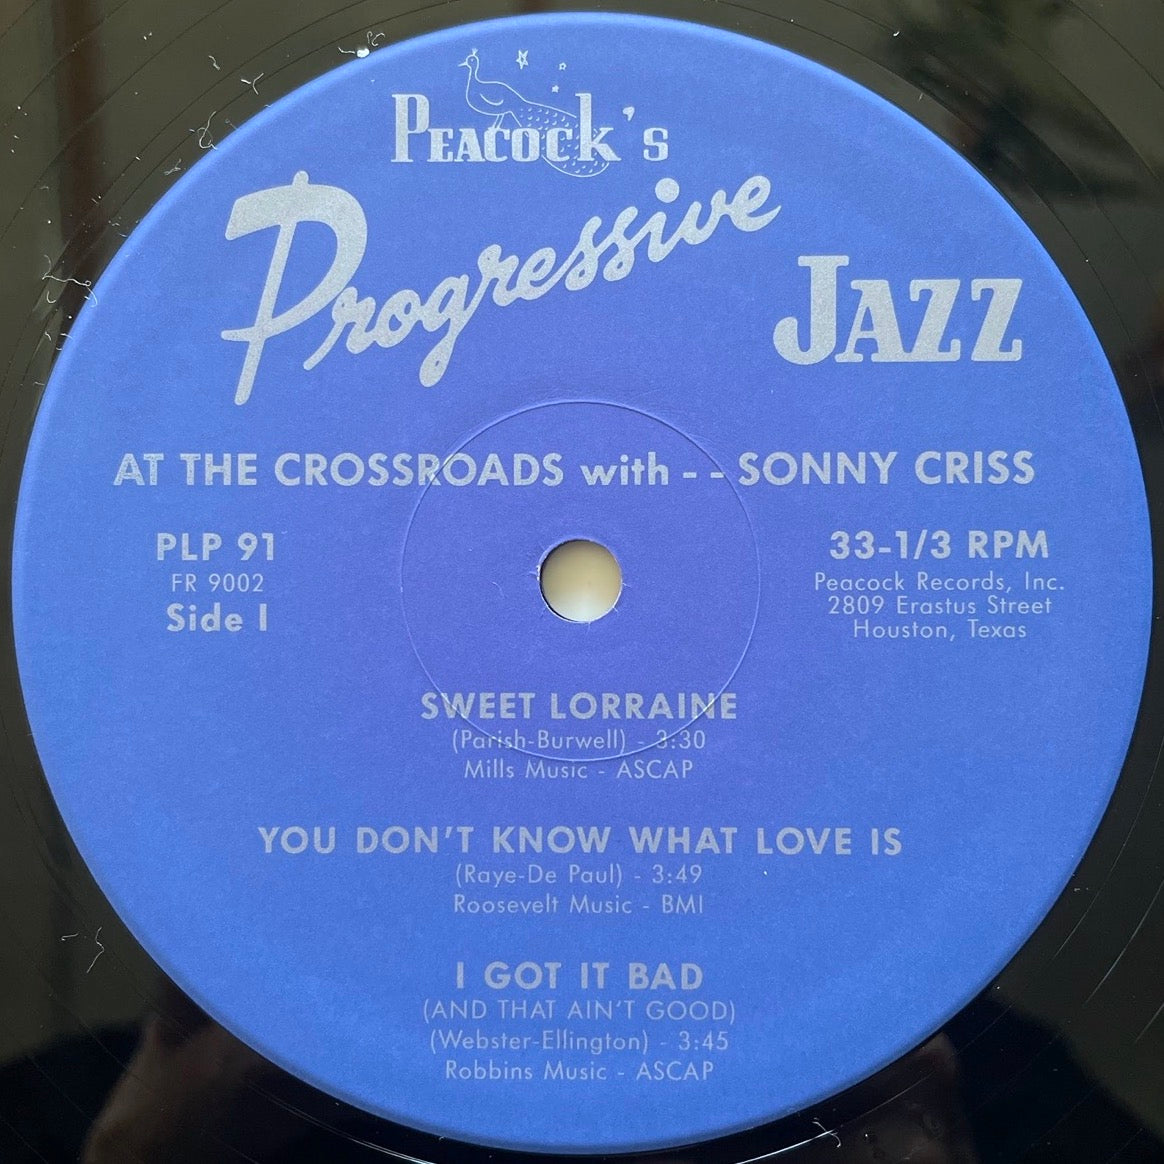 PEACOCK'S
Progressive
JAZZ
AT THE CROSSROADS with - - SONNY CRISS
PLP 91
FR 9002
Side I
33-1/3 RPM
Peacock Records, Inc.
2809 Erastus Street
Houston, Texas
SWEET LORRAINE
(Parish-Burwell) - 3:30
Mills Music - ASCAP
YOU DON'T KNOW WHAT LOVE IS
(Raye-De Paul) - 3:49
Roosevelt Music - BMI
I GOT IT BAD
(AND THAT AIN'T GOOD)
(Webster-Ellington) - 3:45
Robbins Music - ASCAP